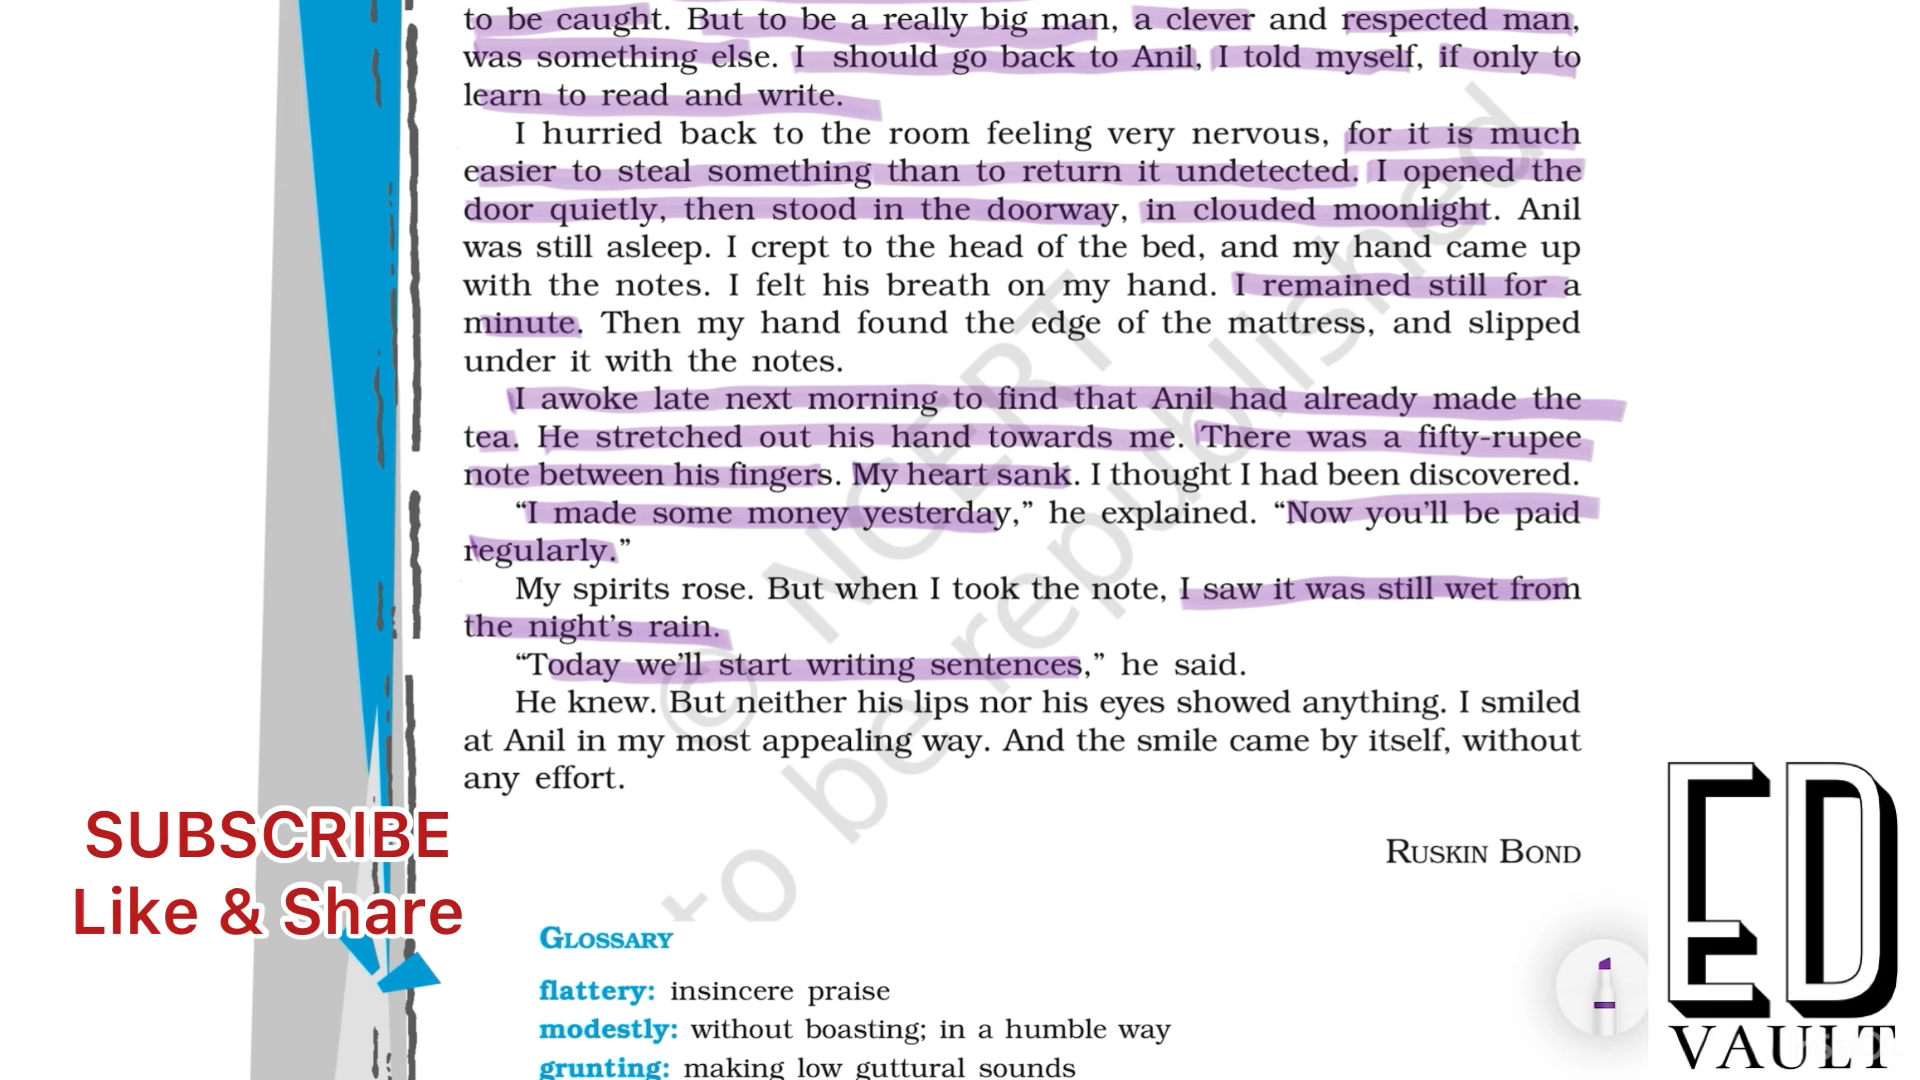 to be caught. But to be a really big man, a clever and respected man,
was something else. I should go back to Anil, I told myself, if only to
learn to read and write.
I hurried back to the room feeling very nervous, for it is much
easier to steal something than to return it undetected. I opened the
door quietly, then stood in the doorway, in clouded moonlight. Anil
was still asleep. I crept to the head of the bed, and my hand came up
with the notes. I felt his breath on my hand. I remained still for a
minute. Then my hand found the edge of the mattress, and slipped
under it with the notes.
I awoke late next morning to find that Anil had already made the
tea. He stretched out his hand towards me. There was a fifty-rupee
note between his fingers. My heart sank. I thought I had been discovered.
“I made some money yesterday,” he explained. “Now you’ll be paid
regularly.”
My spirits rose. But when I took the note, I saw it was still wet from
the night’s rain.
“Today we’ll start writing sentences,” he said.
He knew. But neither his lips nor his eyes showed anything. I smiled
at Anil in my most appealing way. And the smile came by itself, without
any effort.
RUSKIN BOND
GLOSSARY
flattery: insincere praise
modestly: without boasting; in a humble way
grunting: making low guttural sounds
© NCERT
to be republished
SUBSCRIBE
Like & Share
ED
VAULT